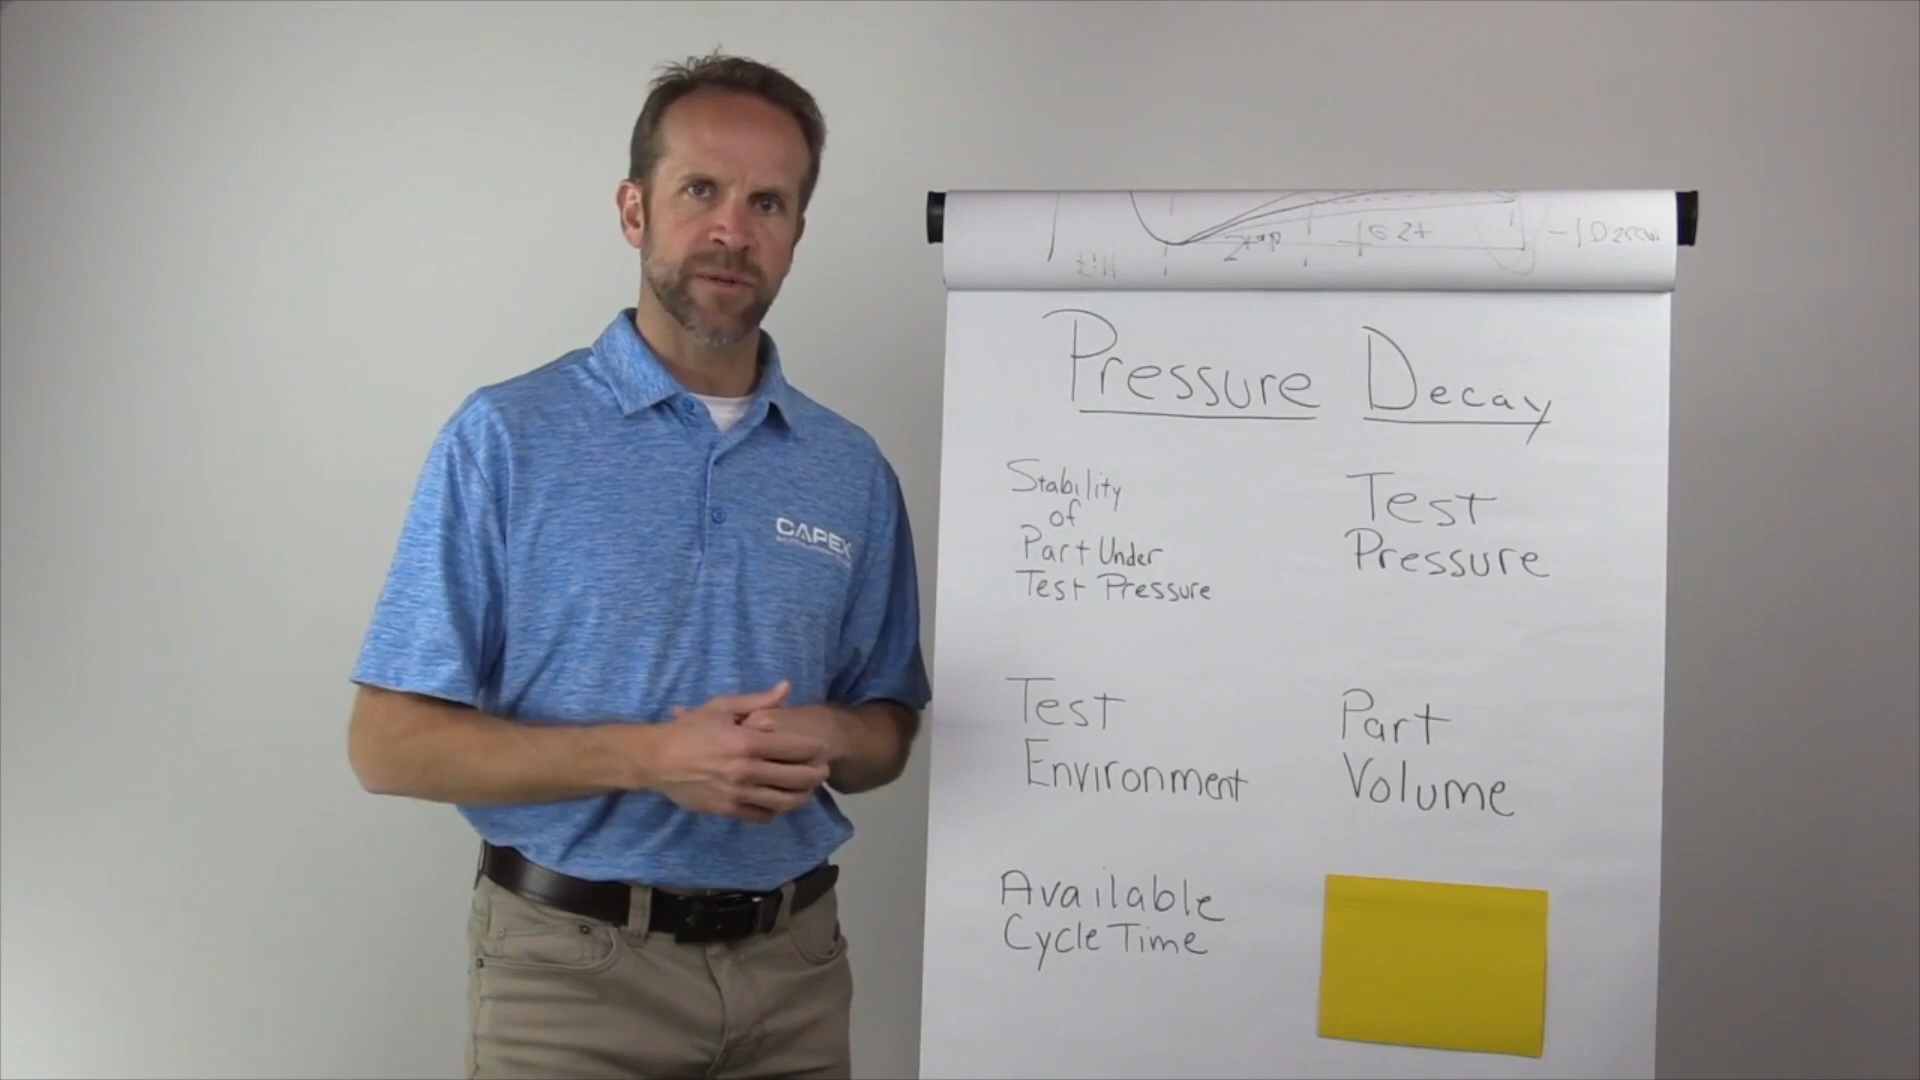 CAPEX
Pressure Decay
Stability
of
Part Under
Test Pressure
Test
Pressure
Test
Environment
Part
Volume
Available
Cycle Time